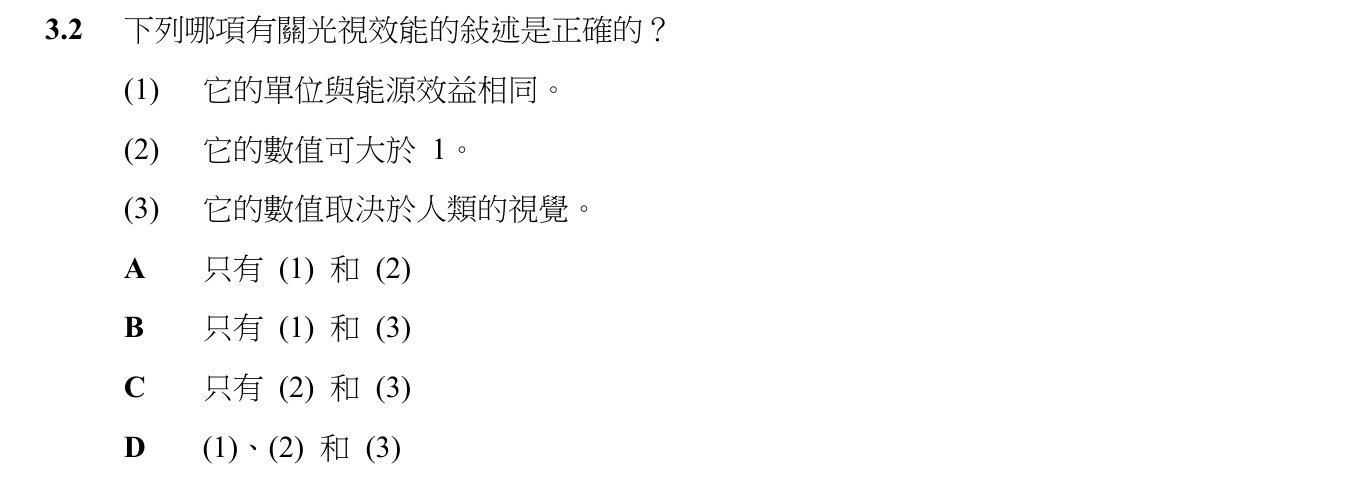 3.2 下列哪項有關光視效能的敍述是正確的？
(1) 它的單位與能源效益相同。
(2) 它的數值可大於 1。
(3) 它的數值取決於人類的視覺。
A 只有 (1) 和 (2)
B 只有 (1) 和 (3)
C 只有 (2) 和 (3)
D (1)、(2) 和 (3)